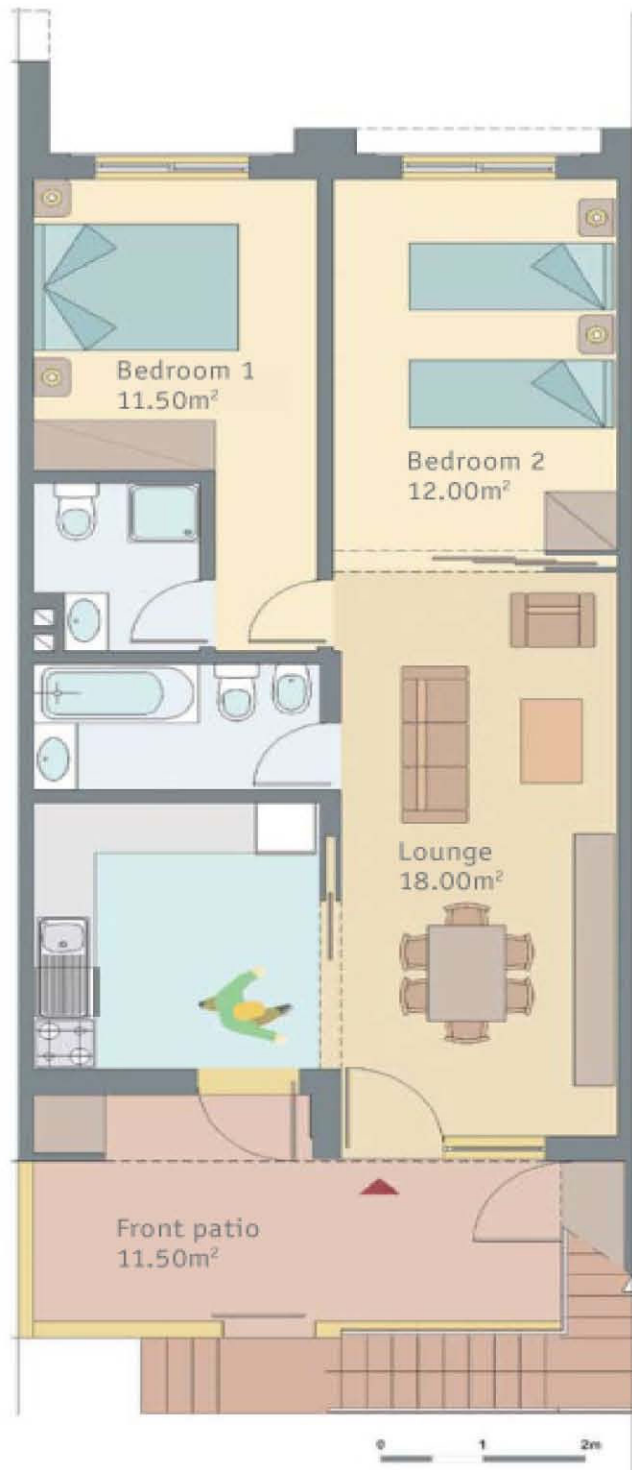 Bedroom 1
11.50m²
Bedroom 2
12.00m²
Lounge
18.00m²
Front patio
11.50m²
0 1 2m